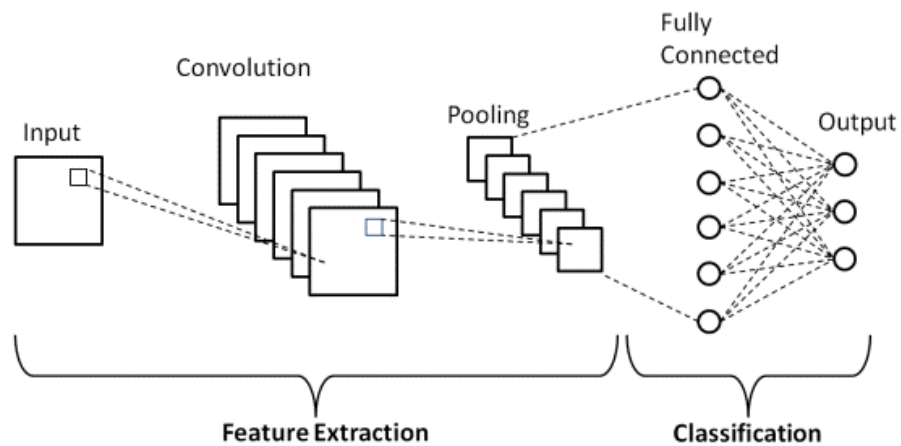 Input
Convolution
Pooling
Fully
Connected
Output
Feature Extraction
Classification